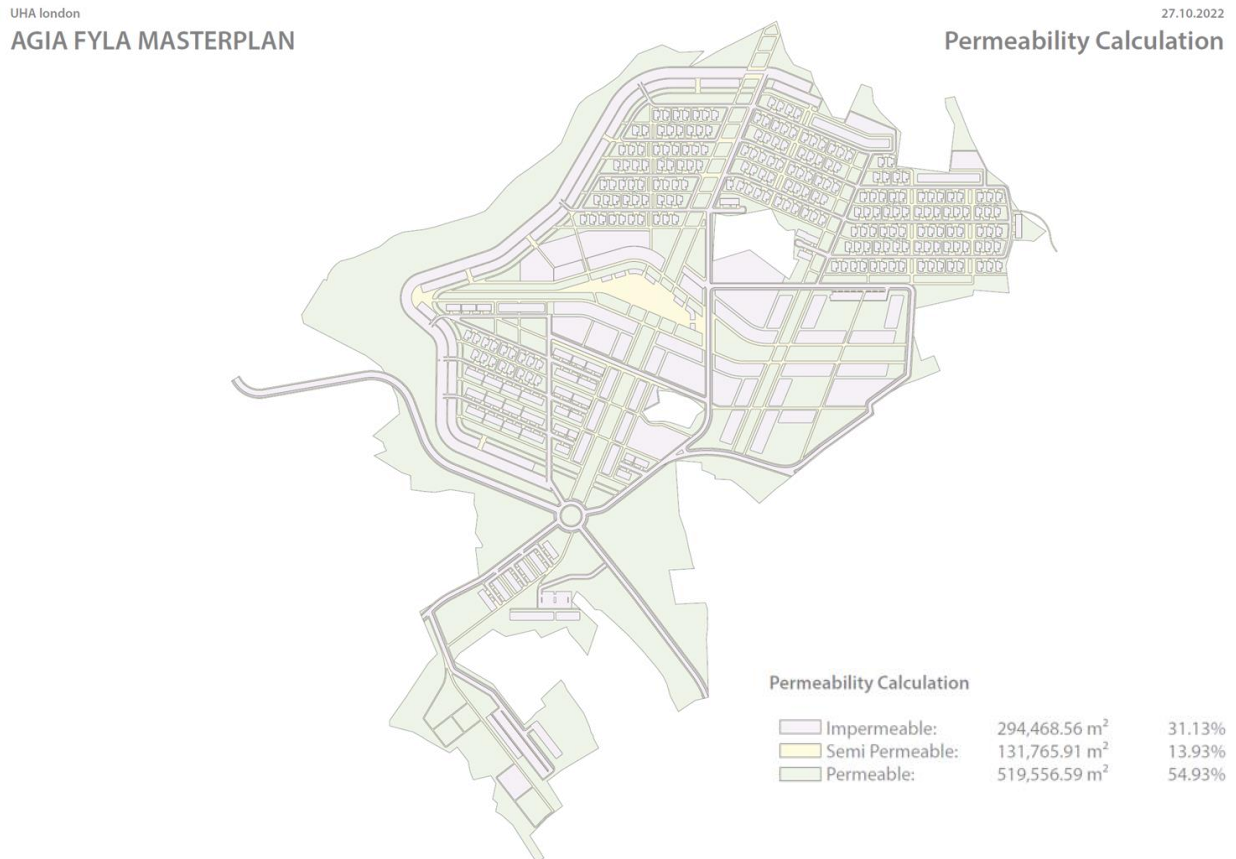 UHA london
27.10.2022
AGIA FYLA MASTERPLAN
Permeability Calculation
Permeability Calculation
Impermeable: 294,468.56 m² 31.13%
Semi Permeable: 131,765.91 m² 13.93%
Permeable: 519,556.59 m² 54.93%